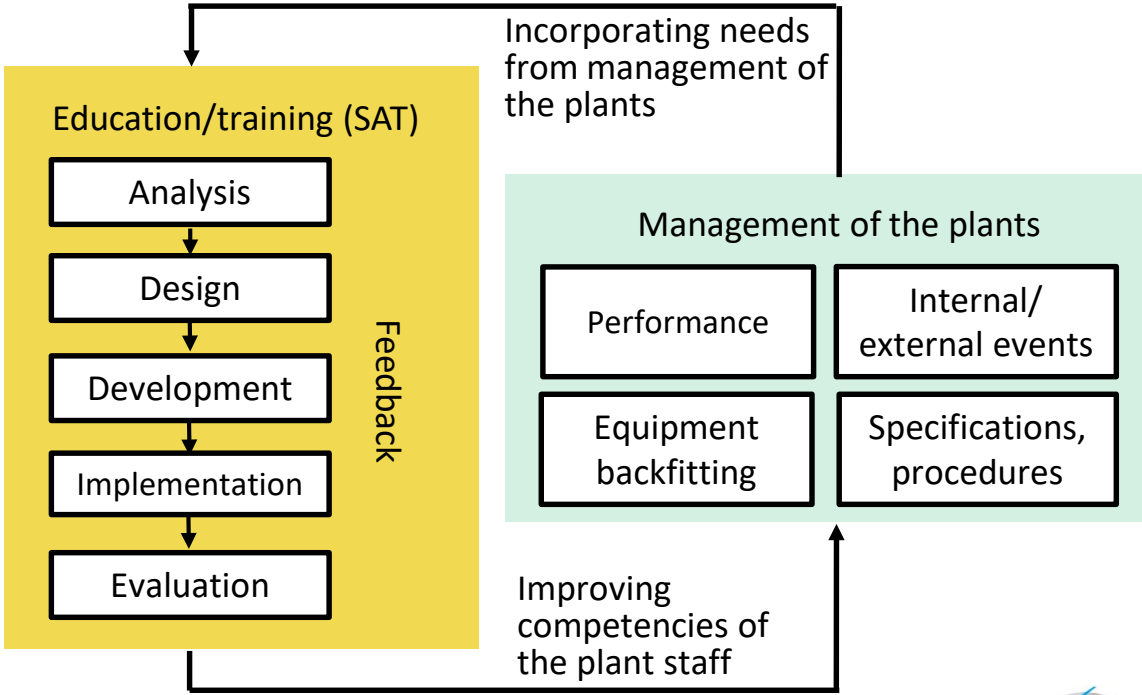 Incorporating needs
from management of
the plants
Education/training (SAT)
Analysis
Design
Development
Implementation
Evaluation
Feedback
Management of the plants
Performance
Internal/
external events
Equipment
backfitting
Specifications,
procedures
Improving
competencies of
the plant staff